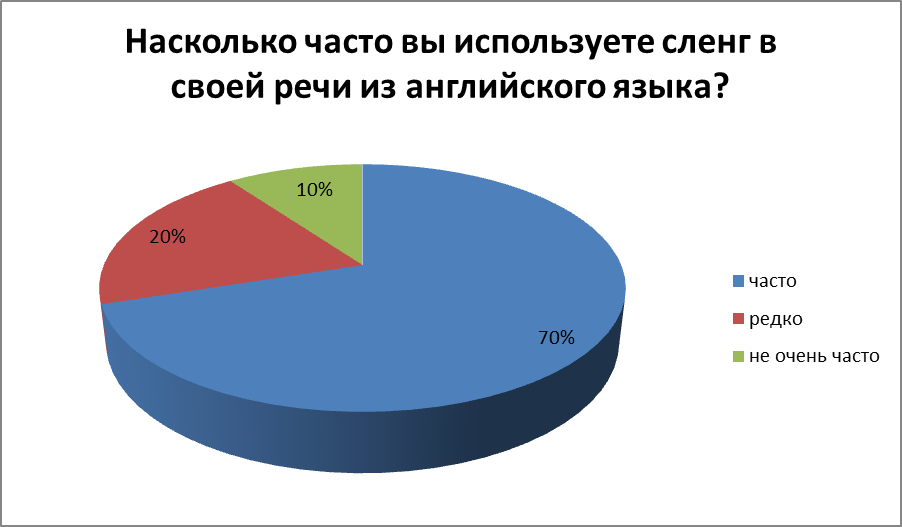 Насколько часто вы используете сленг в
своей речи из английского языка?
10%
20%
70%
часто
редко
не очень часто